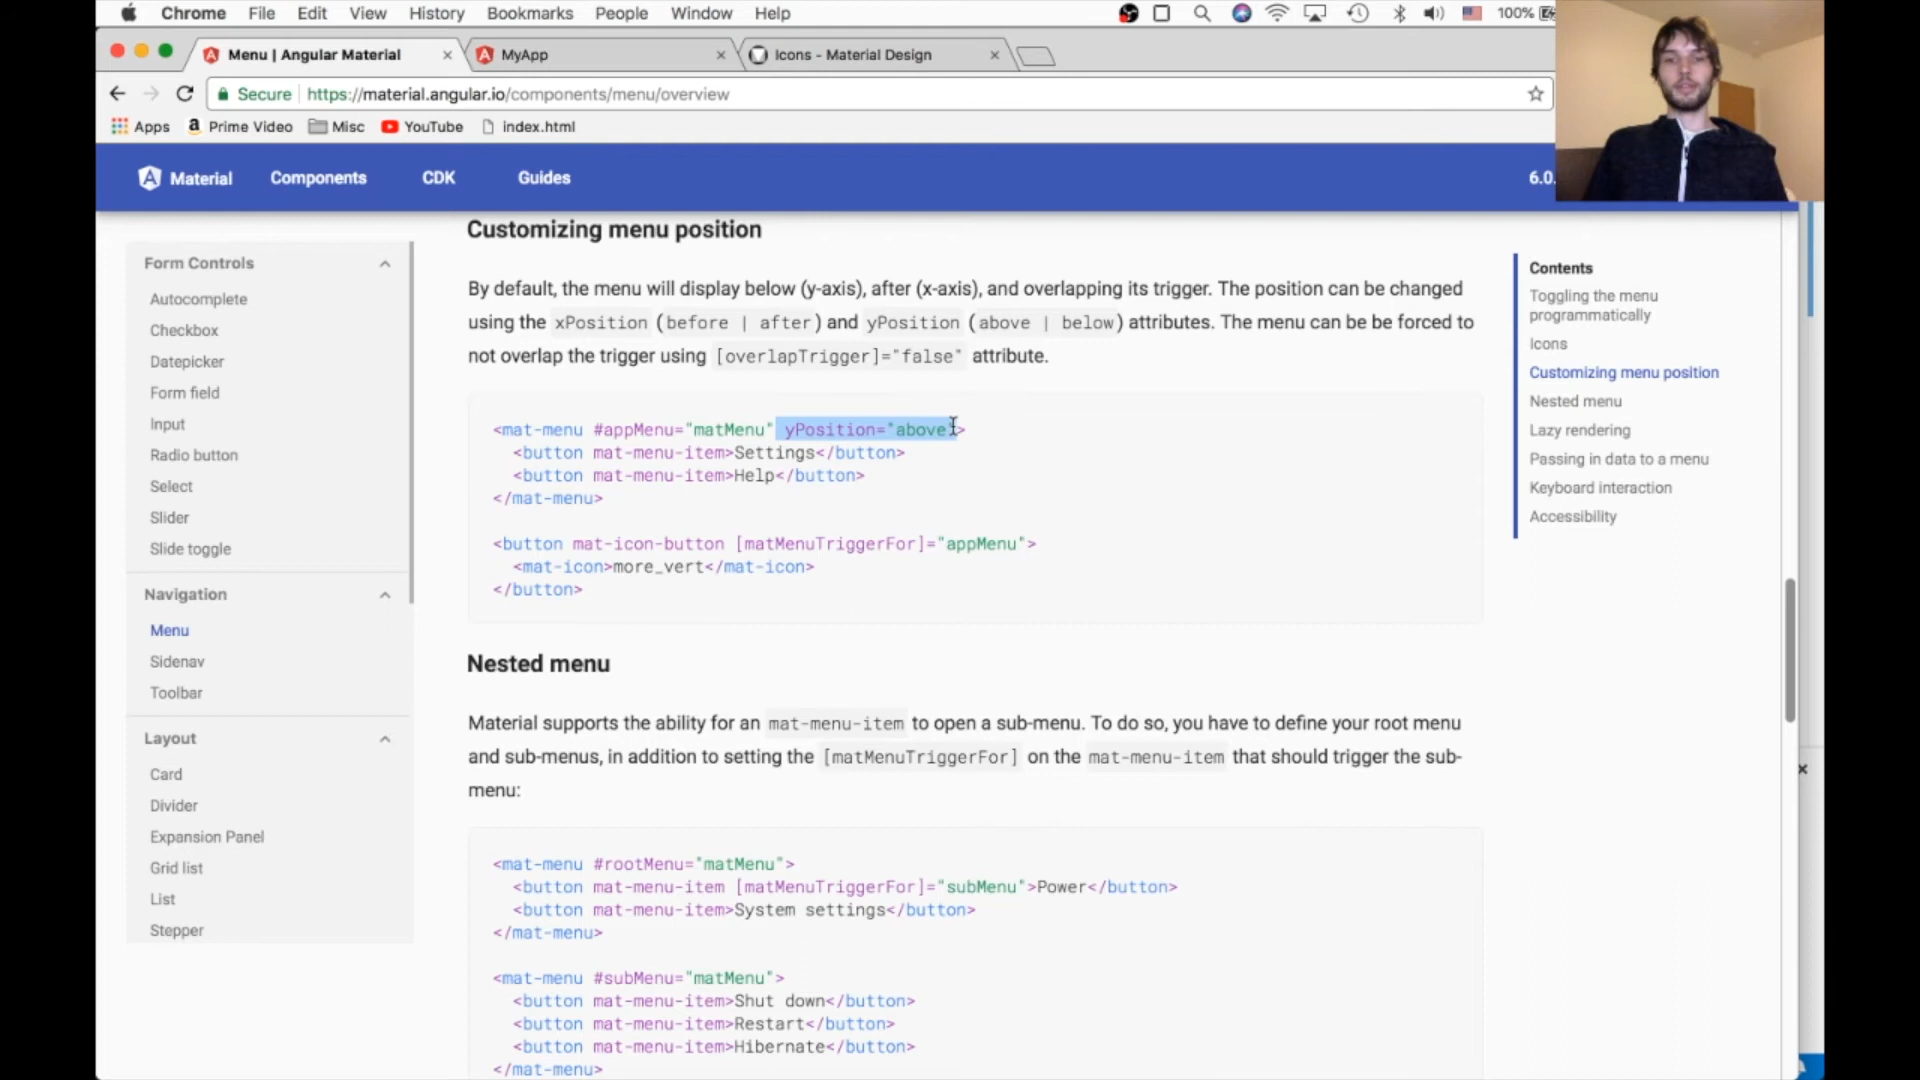 Chrome File Edit View History Bookmarks People Window Help 100%
Menu | Angular Material MyApp Icons - Material Design
Secure https://material.angular.io/components/menu/overview
Apps Prime Video Misc YouTube index.html
Material Components CDK Guides 6.0.
Form Controls
Autocomplete
Checkbox
Datepicker
Form field
Input
Radio button
Select
Slider
Slide toggle
Navigation
Menu
Sidenav
Toolbar
Layout
Card
Divider
Expansion Panel
Grid list
List
Stepper
Customizing menu position
By default, the menu will display below (y-axis), after (x-axis), and overlapping its trigger. The position can be changed
using the xPosition (before | after) and yPosition (above | below) attributes. The menu can be be forced to
not overlap the trigger using [overlapTrigger]="false" attribute.
<mat-menu #appMenu="matMenu" yPosition="above">
<button mat-menu-item>Settings</button>
<button mat-menu-item>Help</button>
</mat-menu>
<button mat-icon-button [matMenuTriggerFor]="appMenu">
<mat-icon>more_vert</mat-icon>
</button>
Nested menu
Material supports the ability for an mat-menu-item to open a sub-menu. To do so, you have to define your root menu
and sub-menus, in addition to setting the [matMenuTriggerFor] on the mat-menu-item that should trigger the sub-
menu:
<mat-menu #rootMenu="matMenu">
<button mat-menu-item [matMenuTriggerFor]="subMenu">Power</button>
<button mat-menu-item>System settings</button>
</mat-menu>
<mat-menu #subMenu="matMenu">
<button mat-menu-item>Shut down</button>
<button mat-menu-item>Restart</button>
<button mat-menu-item>Hibernate</button>
</mat-menu>
Contents
Toggling the menu
programmatically
Icons
Customizing menu position
Nested menu
Lazy rendering
Passing in data to a menu
Keyboard interaction
Accessibility